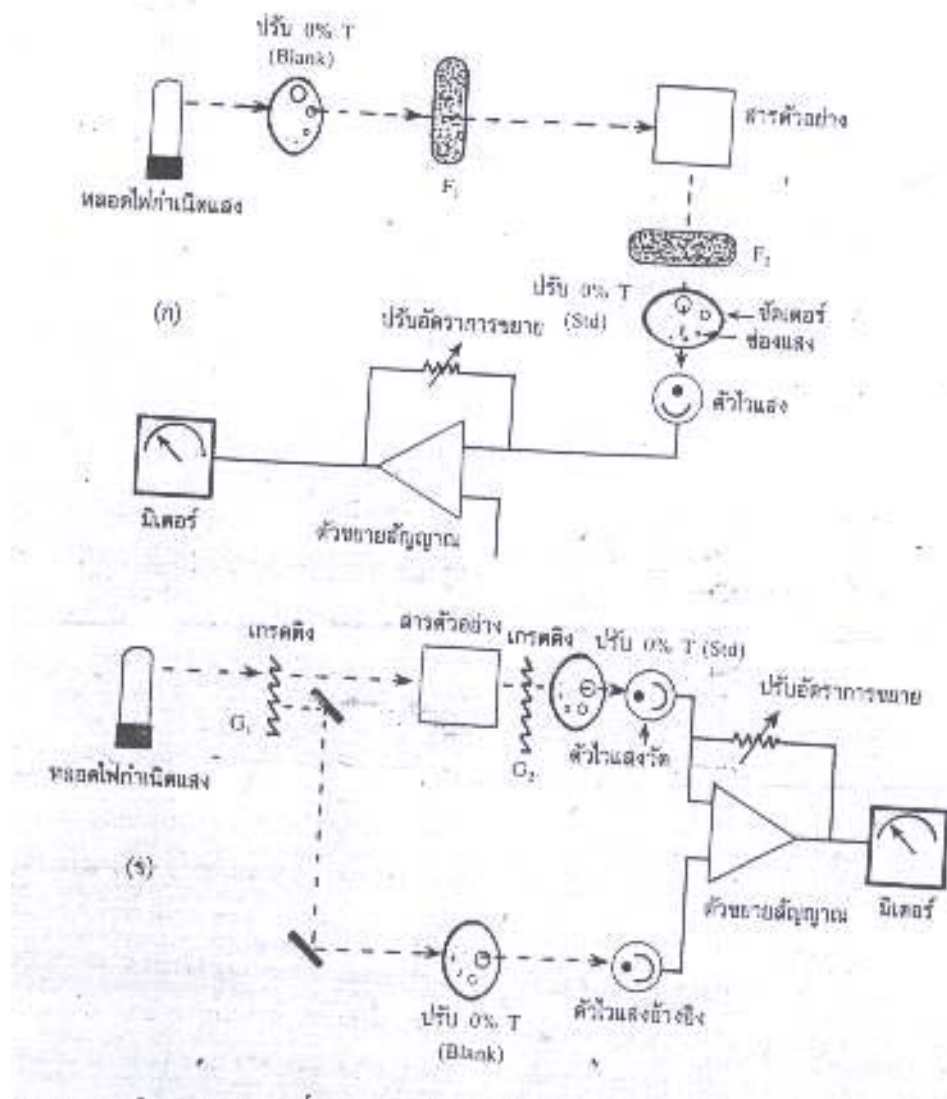 ปรับ 0% T
(Blank)
สารตัวอย่าง
หลอดไฟกำเนิดแสง
F₁
F₂
ปรับ 0% T
(Std)
ชัตเตอร์
ช่องแสง
(ก)
ปรับอัตราการขยาย
ตัวไวแสง
มิเตอร์
ตัวขยายสัญญาณ
เกรตติง
สารตัวอย่าง
เกรตติง
ปรับ 0% T (Std)
ปรับอัตราการขยาย
G₁
G₂
ตัวไวแสงวัด
หลอดไฟกำเนิดแสง
(ข)
ตัวขยายสัญญาณ
มิเตอร์
ปรับ 0% T
(Blank)
ตัวไวแสงอ้างอิง